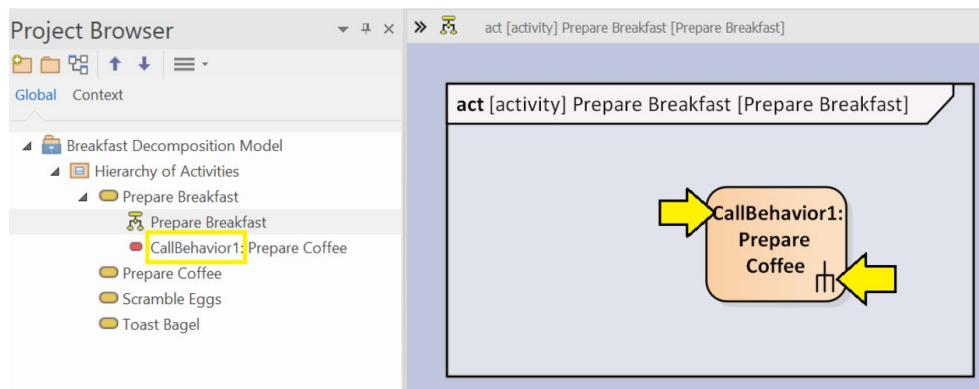 Project Browser
Global Context
Breakfast Decomposition Model
Hierarchy of Activities
Prepare Breakfast
Prepare Breakfast
CallBehavior1: Prepare Coffee
Prepare Coffee
Scramble Eggs
Toast Bagel
act [activity] Prepare Breakfast [Prepare Breakfast]
act [activity] Prepare Breakfast [Prepare Breakfast]
CallBehavior1:
Prepare
Coffee